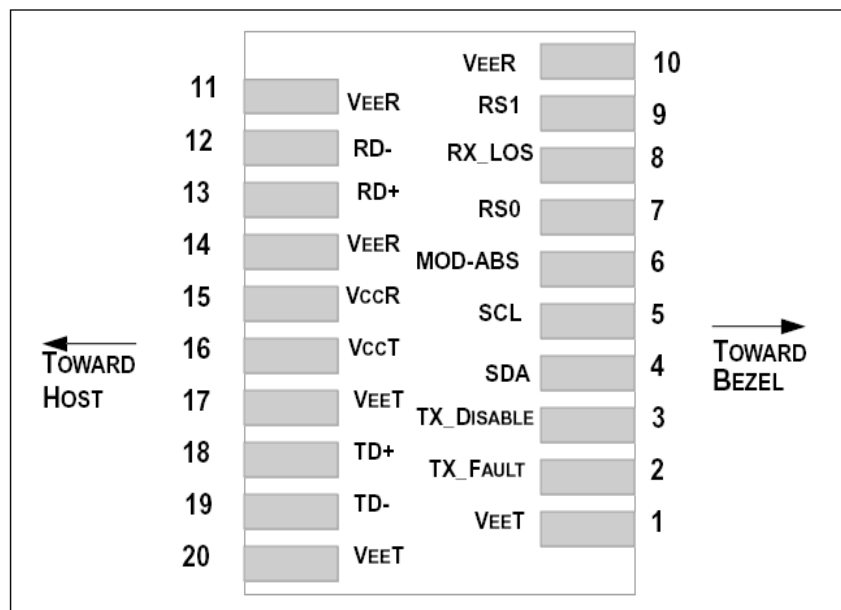 VEER 10
11 VEER
RS1 9
12 RD-
RX_LOS 8
13 RD+
RS0 7
14 VEER
MOD-ABS 6
15 VCCR
SCL 5
16 VCCT
TOWARD HOST
TOWARD BEZEL
SDA 4
17 VEET
TX_DISABLE 3
18 TD+
TX_FAULT 2
19 TD-
VEET 1
20 VEET